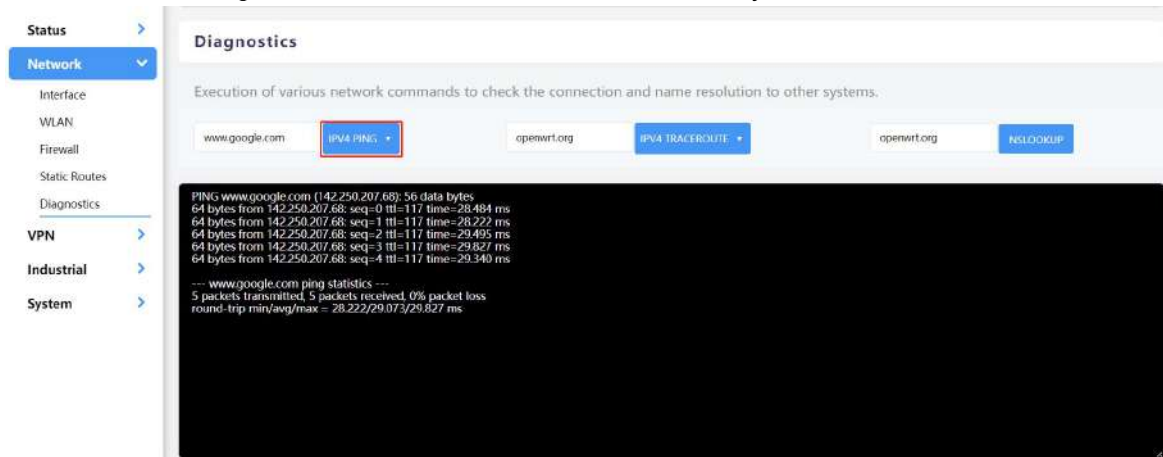 Status
Network
Interface
WLAN
Firewall
Static Routes
Diagnostics
VPN
Industrial
System
Diagnostics
Execution of various network commands to check the connection and name resolution to other systems.
www.google.com IPV4 PING openwrt.org IPV4 TRACEROUTE openwrt.org NSLOOKUP
PING www.google.com (142.250.207.68): 56 data bytes
64 bytes from 142.250.207.68: seq=0 ttl=117 time=28.484 ms
64 bytes from 142.250.207.68: seq=1 ttl=117 time=28.222 ms
64 bytes from 142.250.207.68: seq=2 ttl=117 time=29.495 ms
64 bytes from 142.250.207.68: seq=3 ttl=117 time=29.827 ms
64 bytes from 142.250.207.68: seq=4 ttl=117 time=29.340 ms
--- www.google.com ping statistics ---
5 packets transmitted, 5 packets received, 0% packet loss
round-trip min/avg/max = 28.222/29.073/29.827 ms